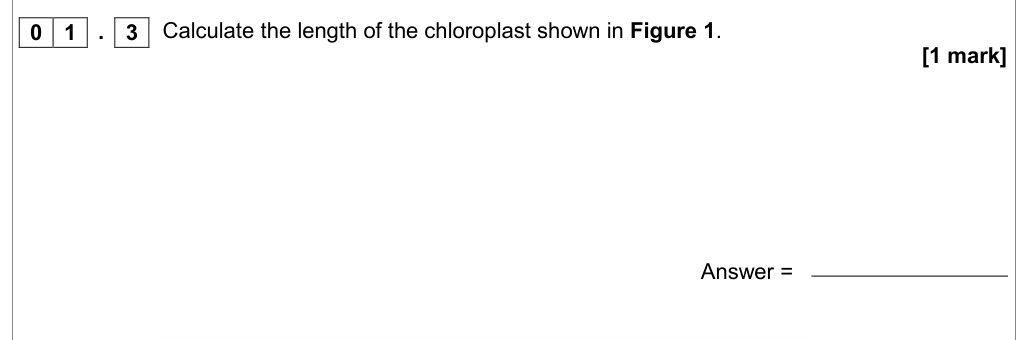 0 1 . 3 Calculate the length of the chloroplast shown in Figure 1.
[1 mark]
Answer =